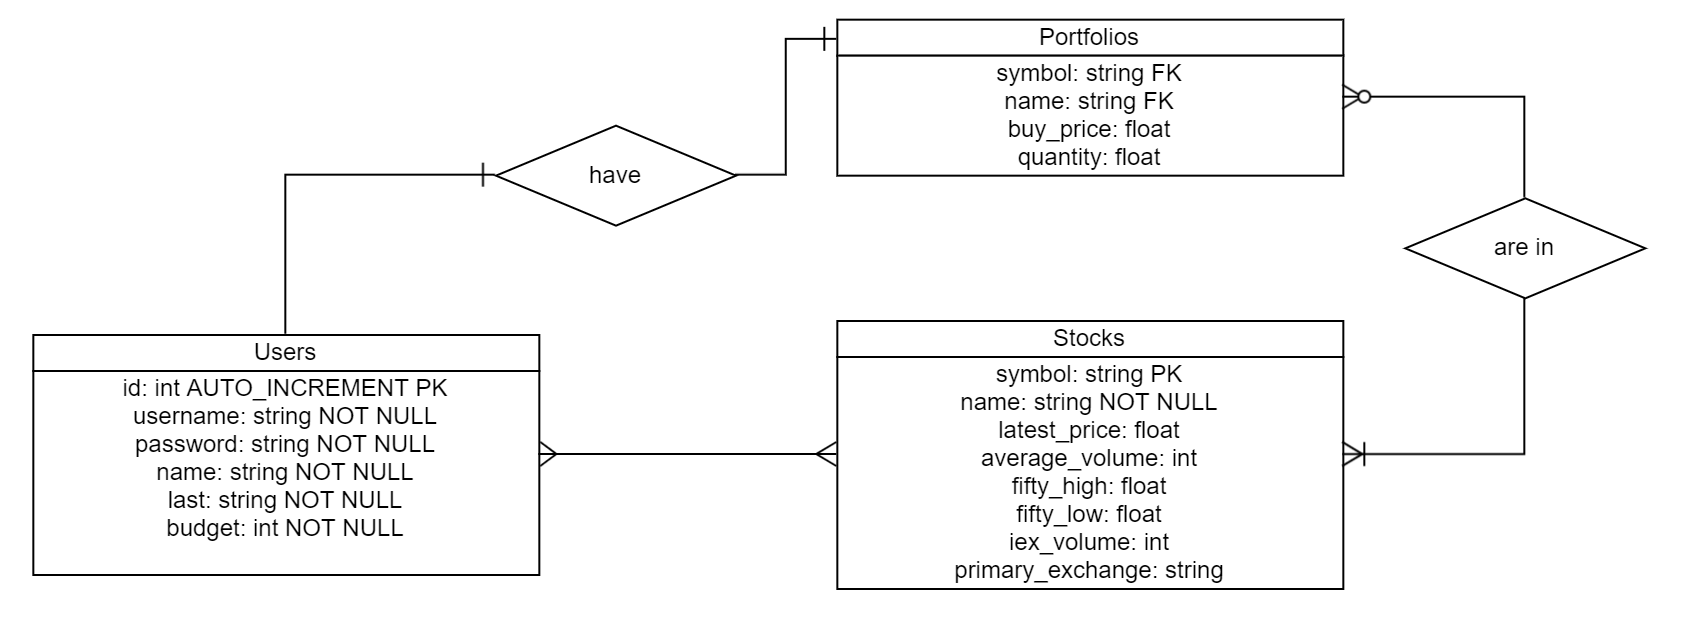 Portfolios
symbol: string FK
name: string FK
buy_price: float
quantity: float
have
are in
Users
id: int AUTO_INCREMENT PK
username: string NOT NULL
password: string NOT NULL
name: string NOT NULL
last: string NOT NULL
budget: int NOT NULL
Stocks
symbol: string PK
name: string NOT NULL
latest_price: float
average_volume: int
fifty_high: float
fifty_low: float
iex_volume: int
primary_exchange: string